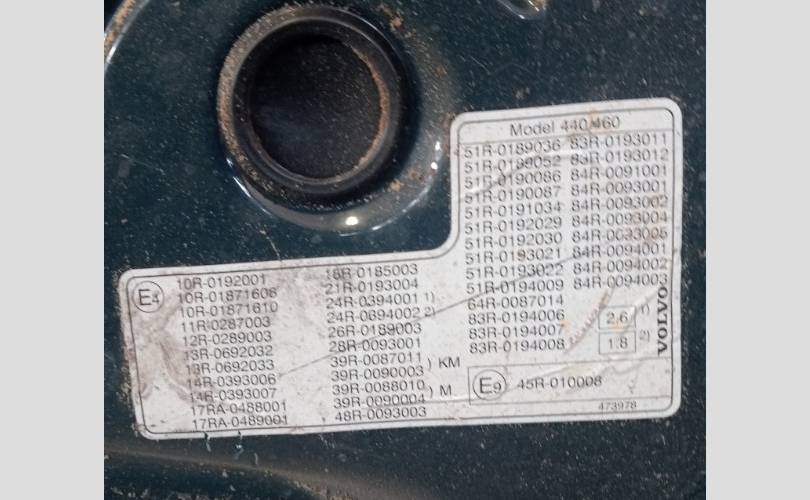 Model 440/460
51R-0189036 83R-0193011
51R-0189052 83R-0193012
51R-0190086 84R-0091001
51R-0190087 84R-0093001
51R-0191034 84R-0093002
51R-0192029 84R-0093004
51R-0192030 84R-0093005
51R-0193021 84R-0094001
51R-0193022 84R-0094002
51R-0194009 84R-0094003
64R-0087014
83R-0194006 2,6 1)
83R-0194007
83R-0194008 1.8 2)
VOLVO
E4
10R-0192001
10R-01871606
10R-01871610
11RI0287003
12R-0289003
13R-0692032
13R-0692033
14R-0393006
14R-0393007
17RA-0488001
17RA-0489001
16R-0185003
21R-0193004
24R-0394001 1)
24R-0694002 2)
26R-0189003
28R-0093001
39R-0087011
39R-0090003 ) KM
39R-0088010
39R-0090004 ) M
48R-0093003
E9 45R-010008
473978